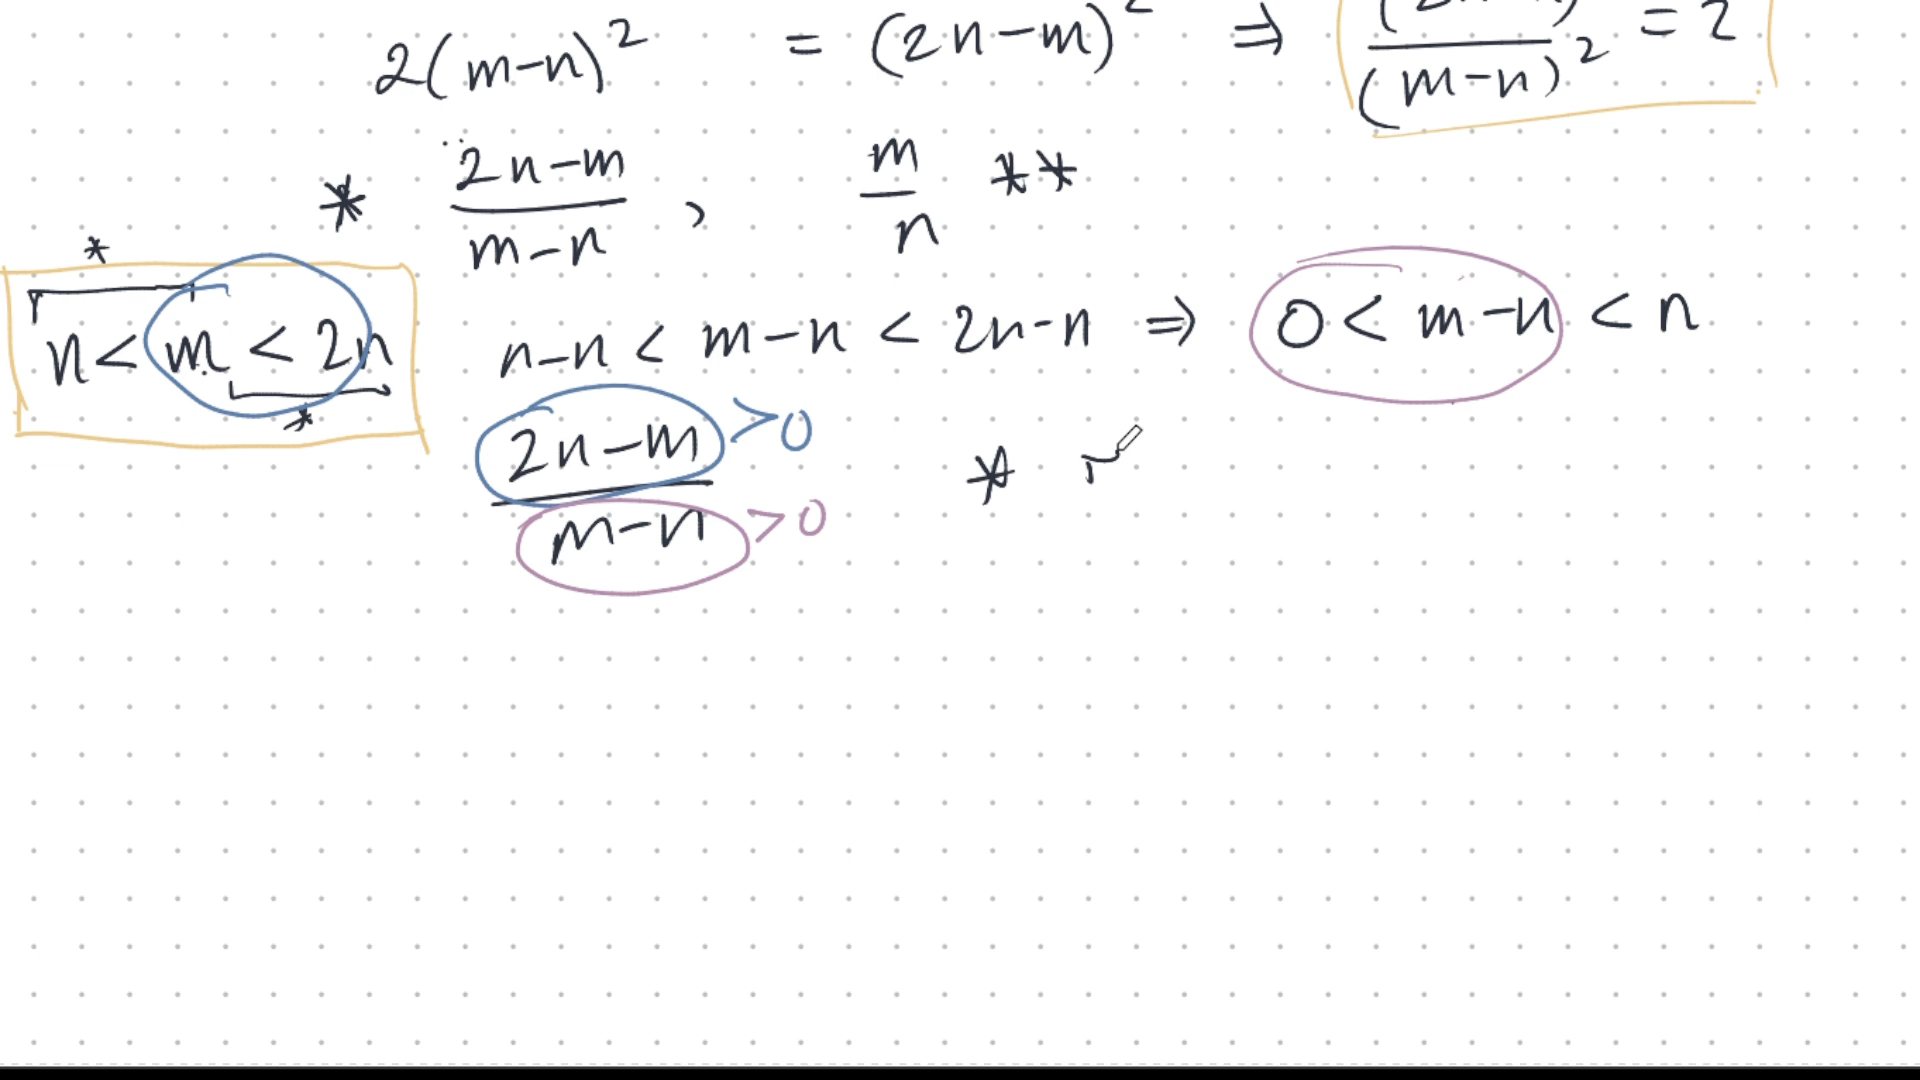 2(m-n)² = (2n-m)² ⇒ (2n-m)² / (m-n)² = 2
* (2n-m)/(m-n) , m/n **
*
n < m < 2n
*
n-n < m-n < 2n-n ⇒ 0 < m-n < n
2n-m >0
m-n >0
*